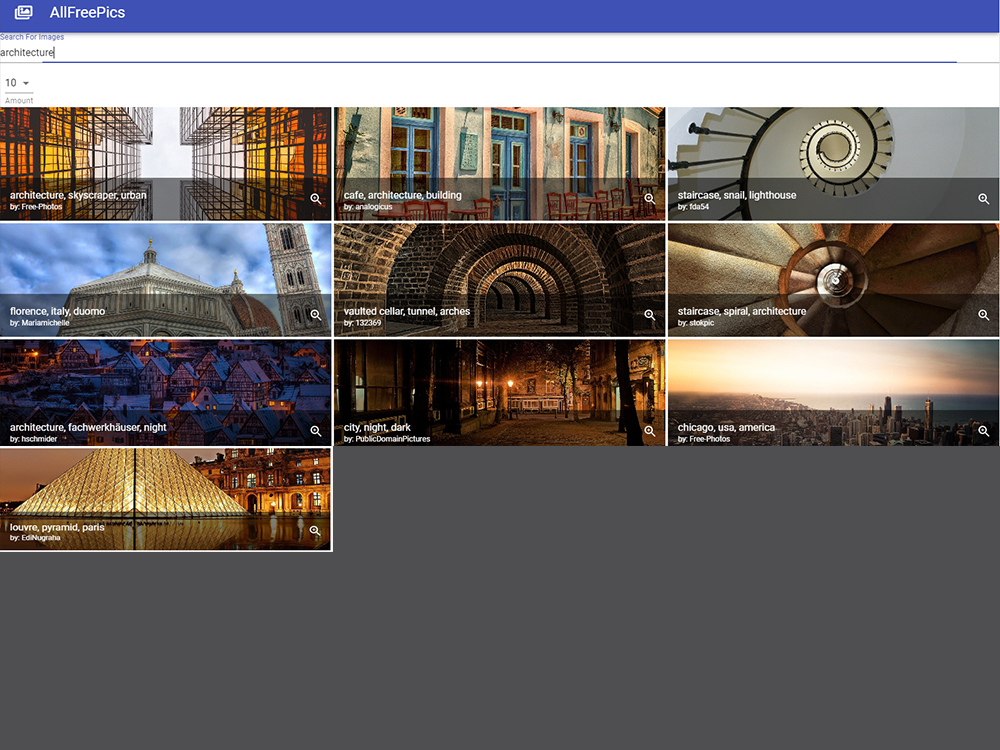 AllFreePics
Search For Images
architecture
10
Amount
architecture, skyscraper, urban
by: Free-Photos
cafe, architecture, building
by: analogicus
staircase, snail, lighthouse
by: fda54
florence, italy, duomo
by: Mariamichelle
vaulted cellar, tunnel, arches
by: 132369
staircase, spiral, architecture
by: stokpic
architecture, fachwerkhäuser, night
by: hschmider
city, night, dark
by: PublicDomainPictures
chicago, usa, america
by: Free-Photos
louvre, pyramid, paris
by: EdiNugraha